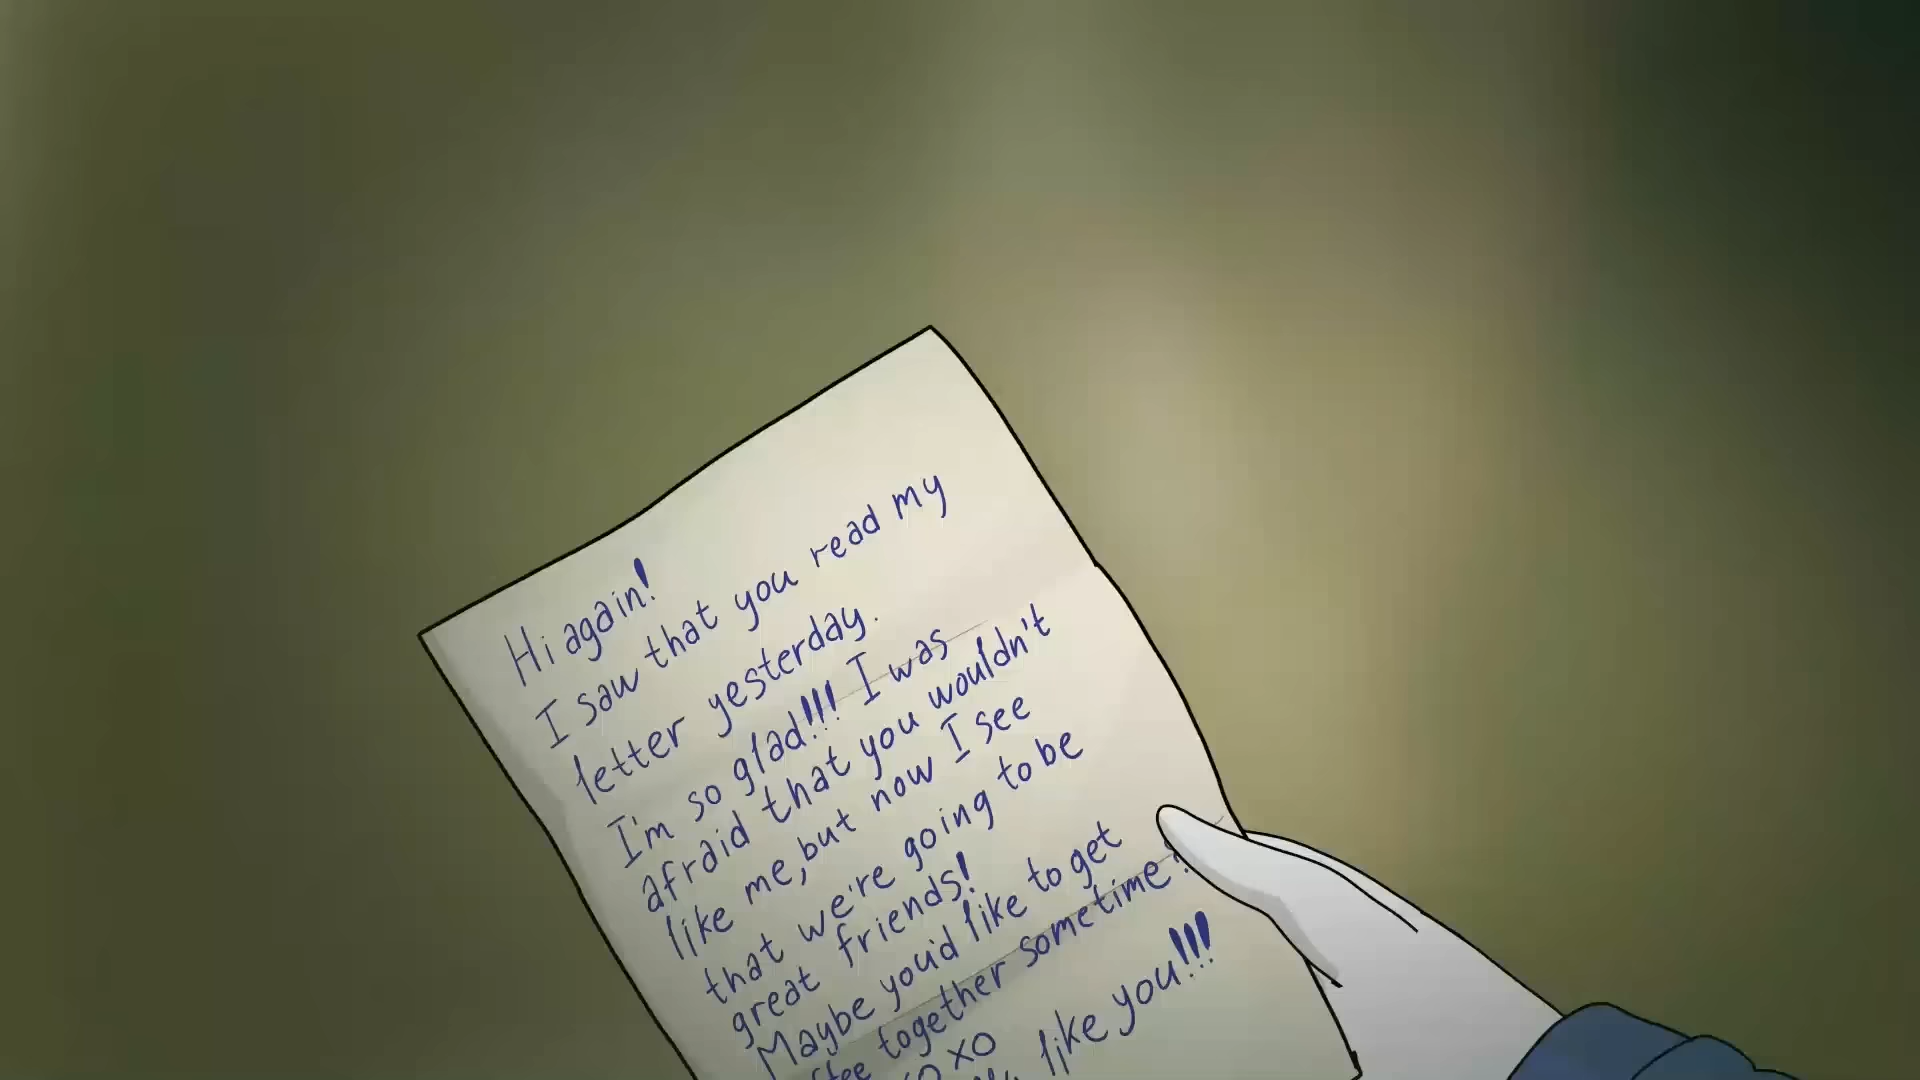 Hi again!
I saw that you read my
letter yesterday.
I'm so glad!!! I was
afraid that you wouldn't
like me, but now I see
that we're going to be
great friends!
Maybe you'd like to get
together sometime?
XO
like you!!!